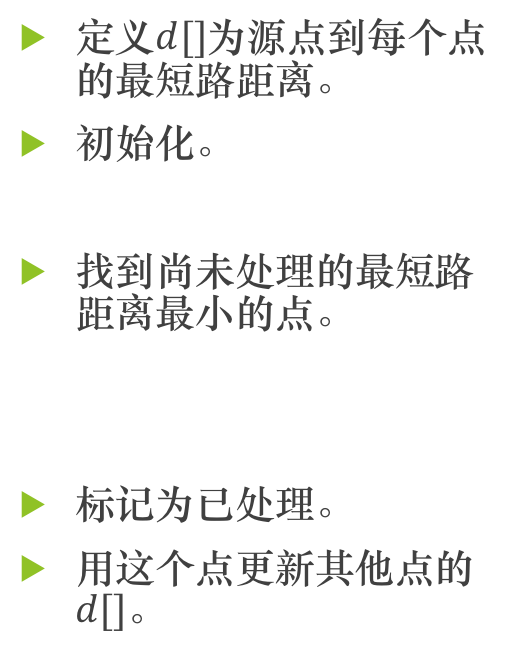 定义d[]为源点到每个点
的最短路距离。
初始化。
找到尚未处理的最短路
距离最小的点。
标记为已处理。
用这个点更新其他点的
d[]。